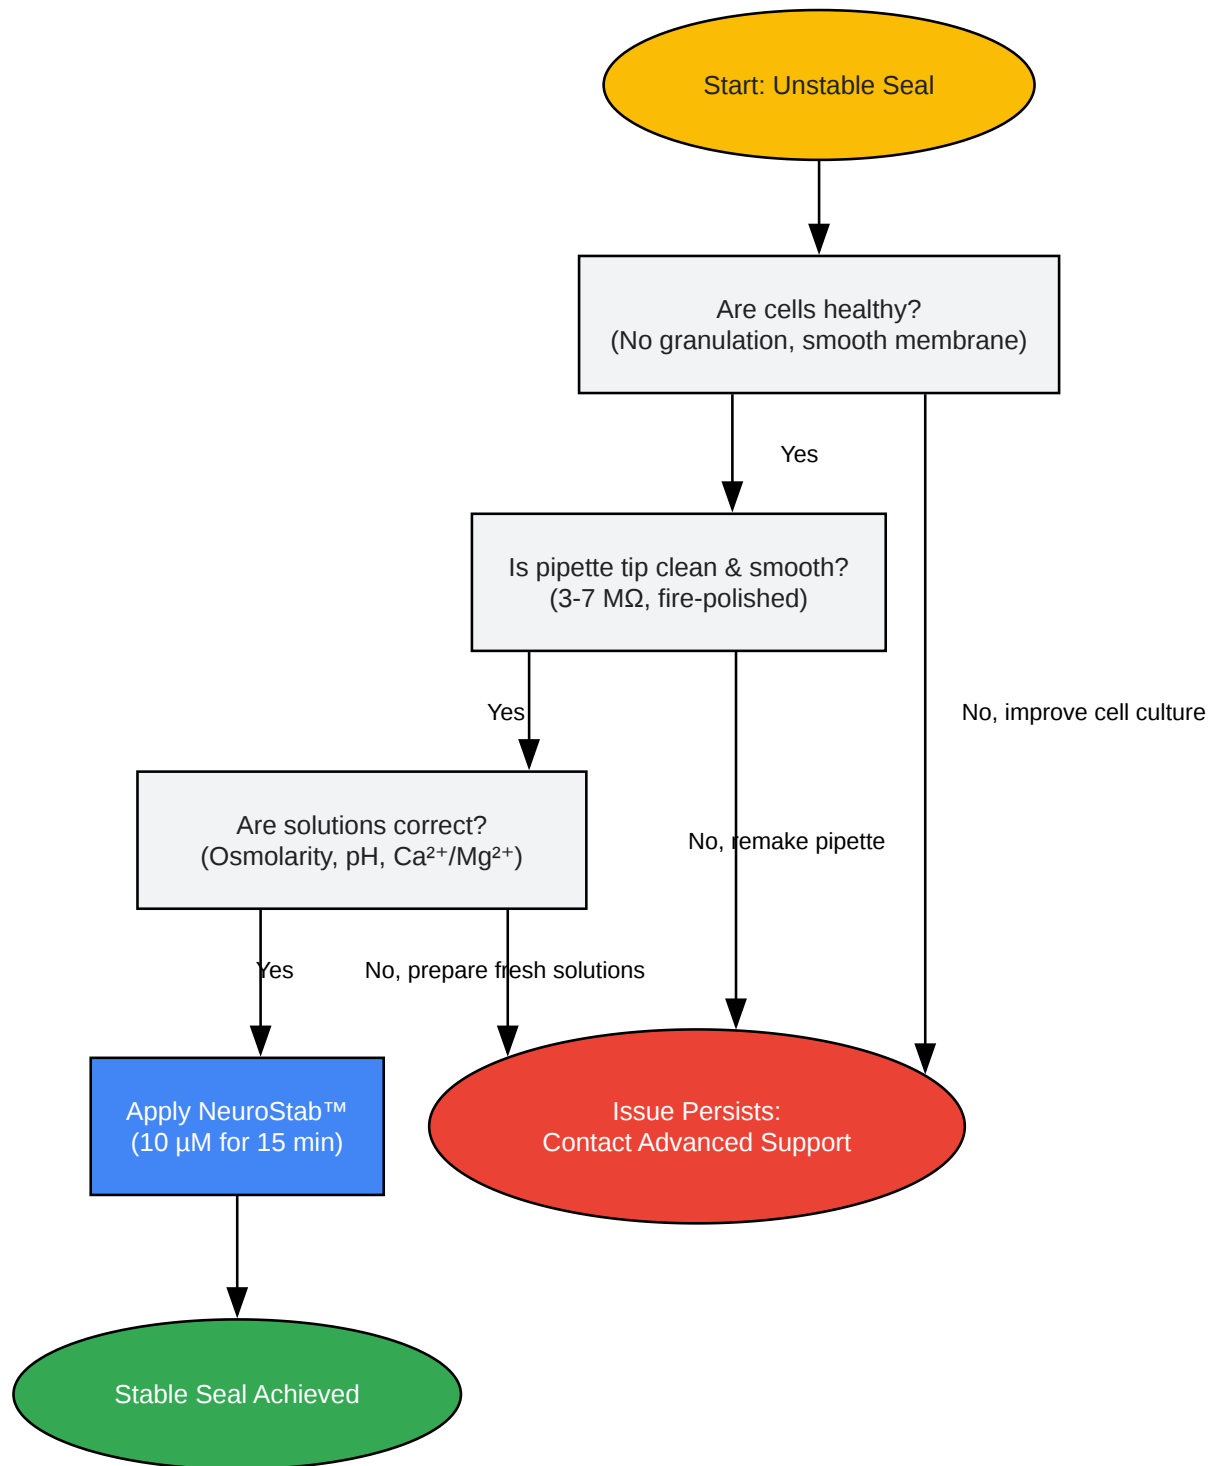 Start: Unstable Seal
Are cells healthy?
(No granulation, smooth membrane)
Yes
Is pipette tip clean & smooth?
(3-7 MΩ, fire-polished)
Yes
No, improve cell culture
Are solutions correct?
(Osmolarity, pH, Ca²⁺/Mg²⁺)
No, remake pipette
Yes
No, prepare fresh solutions
Apply NeuroStab™
(10 µM for 15 min)
Issue Persists:
Contact Advanced Support
Stable Seal Achieved